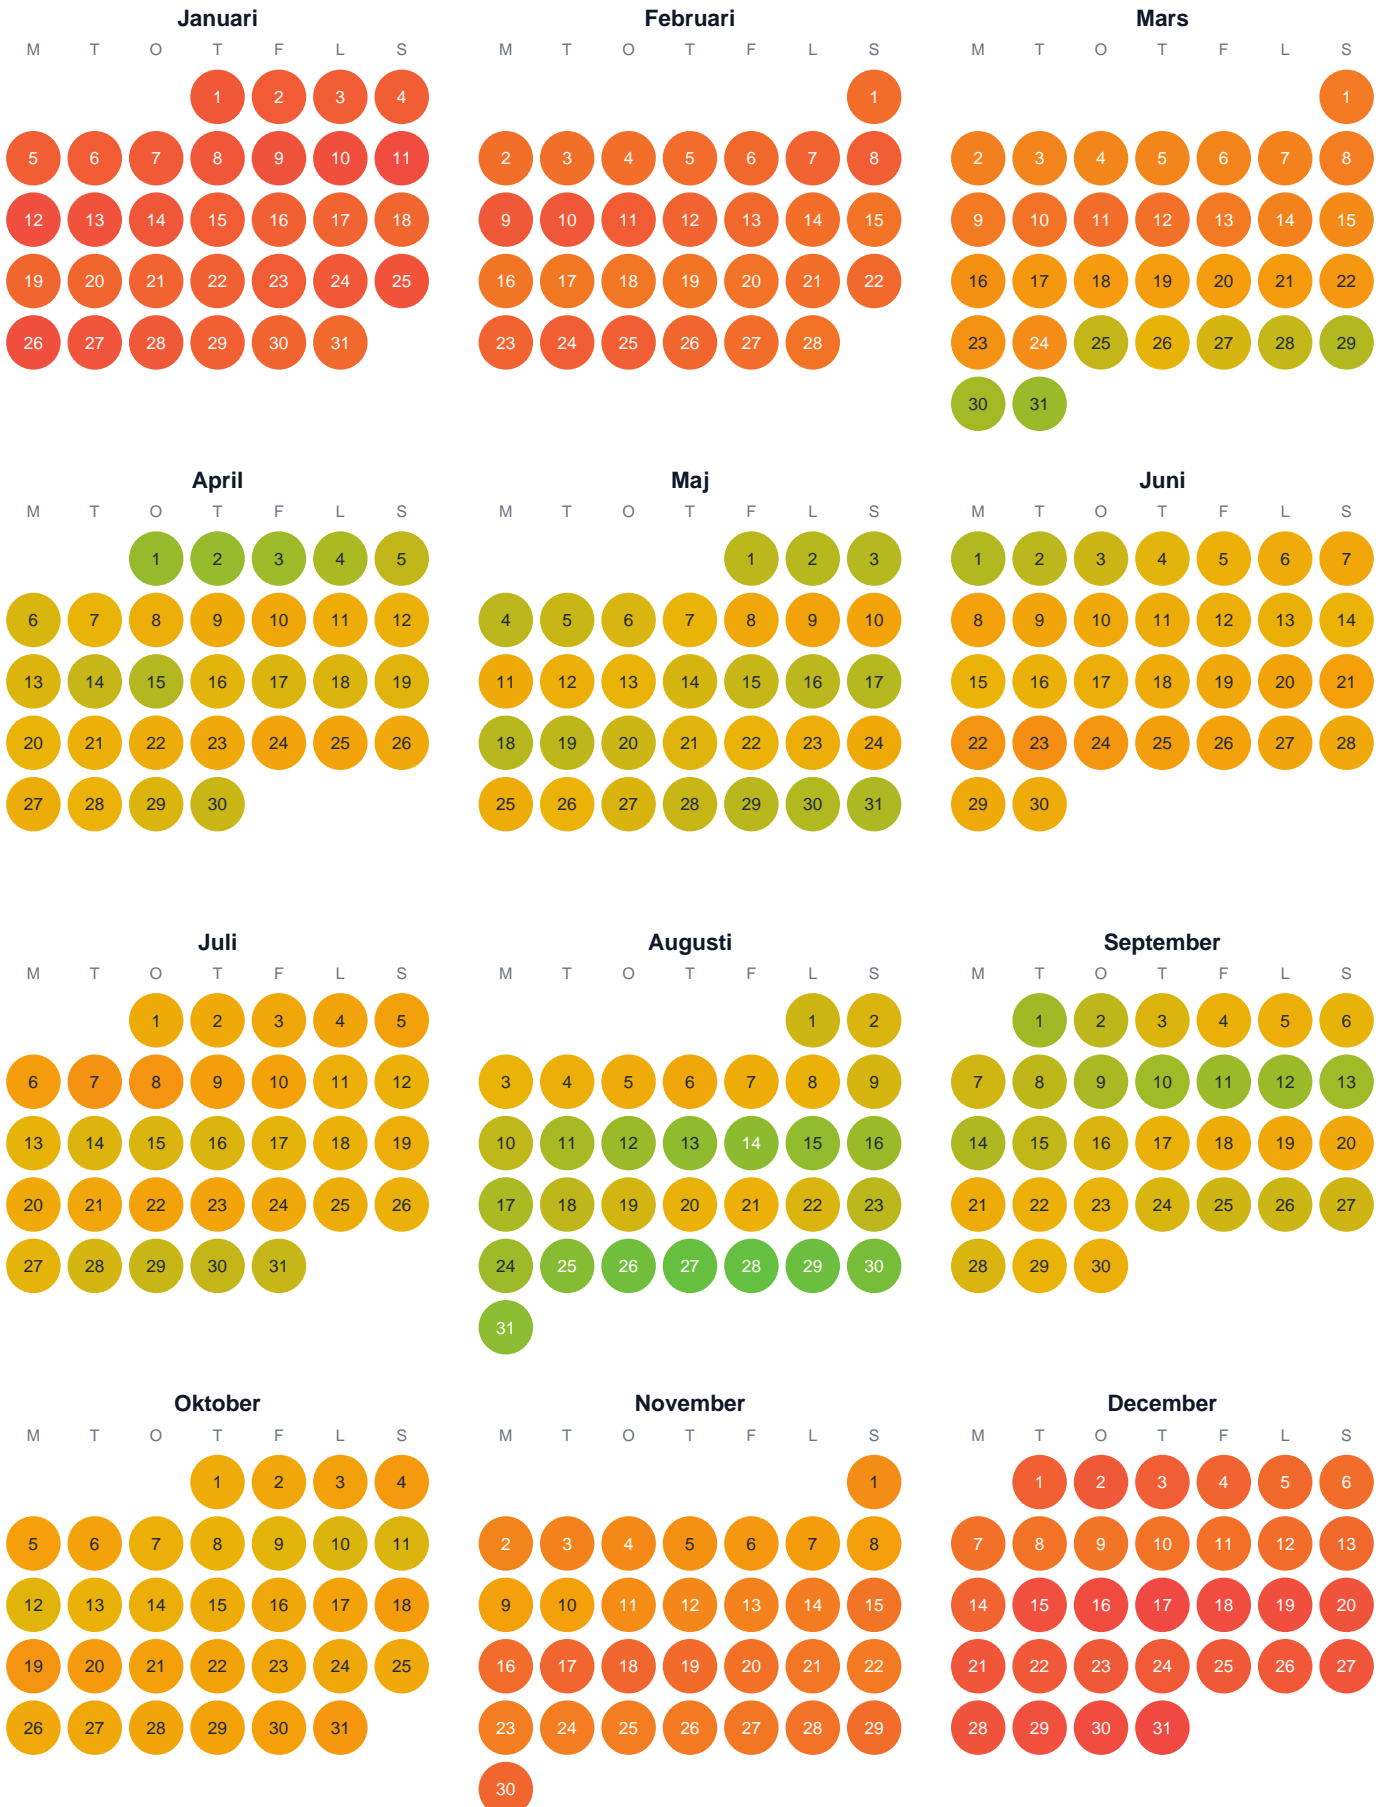 Januari
M T O T F L S
1 2 3 4
5 6 7 8 9 10 11
12 13 14 15 16 17 18
19 20 21 22 23 24 25
26 27 28 29 30 31
Februari
M T O T F L S
1
2 3 4 5 6 7 8
9 10 11 12 13 14 15
16 17 18 19 20 21 22
23 24 25 26 27 28
Mars
M T O T F L S
1
2 3 4 5 6 7 8
9 10 11 12 13 14 15
16 17 18 19 20 21 22
23 24 25 26 27 28 29
30 31
April
M T O T F L S
1 2 3 4 5
6 7 8 9 10 11 12
13 14 15 16 17 18 19
20 21 22 23 24 25 26
27 28 29 30
Maj
M T O T F L S
1 2 3
4 5 6 7 8 9 10
11 12 13 14 15 16 17
18 19 20 21 22 23 24
25 26 27 28 29 30 31
Juni
M T O T F L S
1 2 3 4 5 6 7
8 9 10 11 12 13 14
15 16 17 18 19 20 21
22 23 24 25 26 27 28
29 30
Juli
M T O T F L S
1 2 3 4 5
6 7 8 9 10 11 12
13 14 15 16 17 18 19
20 21 22 23 24 25 26
27 28 29 30 31
Augusti
M T O T F L S
1 2
3 4 5 6 7 8 9
10 11 12 13 14 15 16
17 18 19 20 21 22 23
24 25 26 27 28 29 30
31
September
M T O T F L S
1 2 3 4 5 6
7 8 9 10 11 12 13
14 15 16 17 18 19 20
21 22 23 24 25 26 27
28 29 30
Oktober
M T O T F L S
1 2 3 4
5 6 7 8 9 10 11
12 13 14 15 16 17 18
19 20 21 22 23 24 25
26 27 28 29 30 31
November
M T O T F L S
1
2 3 4 5 6 7 8
9 10 11 12 13 14 15
16 17 18 19 20 21 22
23 24 25 26 27 28 29
30
December
M T O T F L S
1 2 3 4 5 6
7 8 9 10 11 12 13
14 15 16 17 18 19 20
21 22 23 24 25 26 27
28 29 30 31